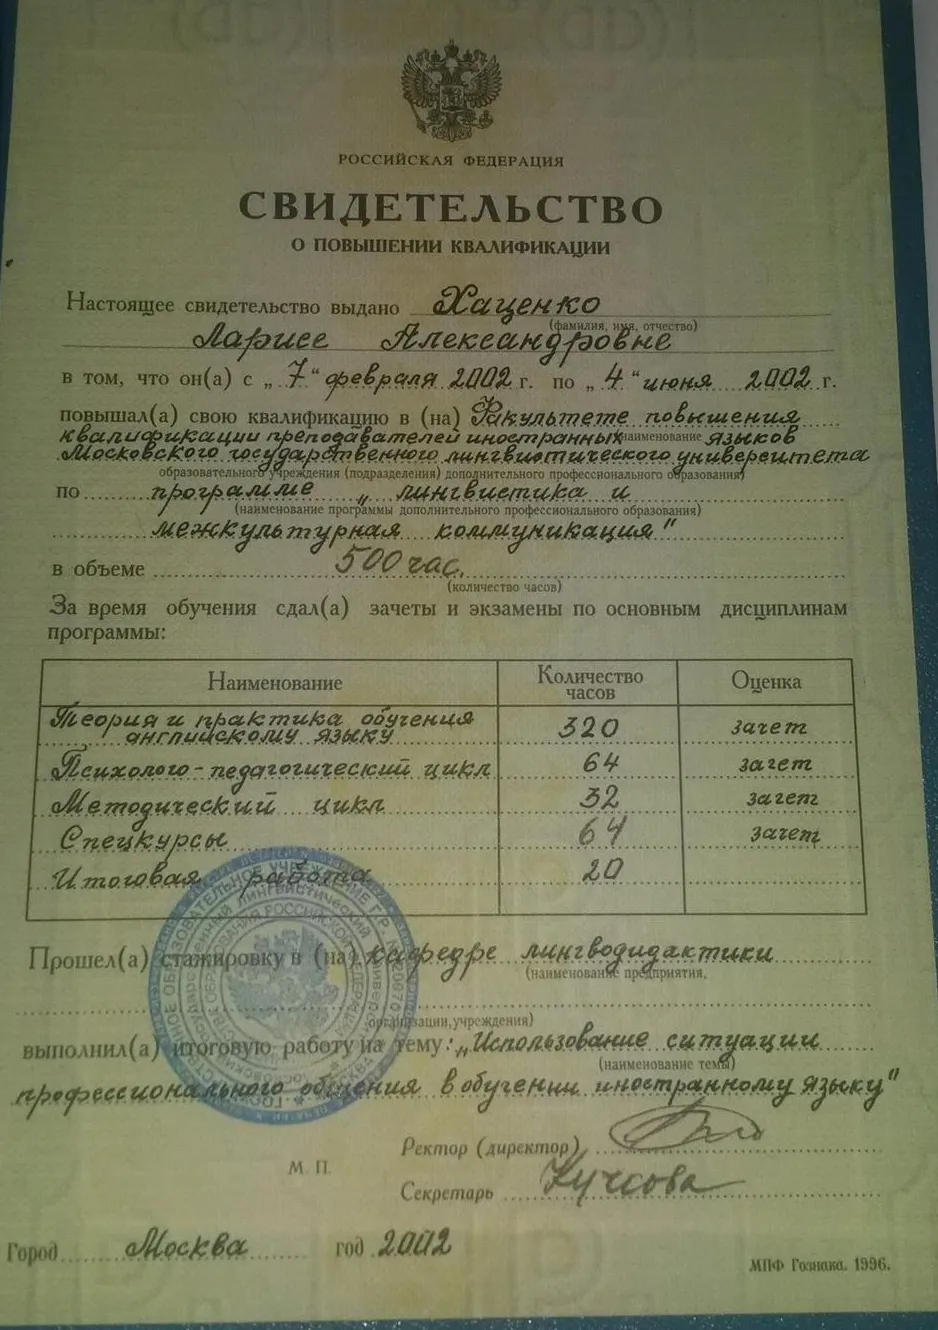 РОССИЙСКАЯ ФЕДЕРАЦИЯ
СВИДЕТЕЛЬСТВО
О ПОВЫШЕНИИ КВАЛИФИКАЦИИ
Настоящее свидетельство выдано Хаценко
(фамилия, имя, отчество)
Ларисе Александровне
в том, что он(а) с „7“ февраля 2002 г. по „4“ июня 2002 г.
повышал(а) свою квалификацию в (на) Факультете повышения
квалификации преподавателей иностранных языков
(наименование
Московского государственного лингвистического университета
образовательного учреждения (подразделения) дополнительного профессионального образования)
по программе „лингвистика и
(наименование программы дополнительного профессионального образования)
межкультурная коммуникация"
в объеме 500 час.
(количество часов)
За время обучения сдал(а) зачеты и экзамены по основным дисциплинам
программы:
Наименование Количество часов Оценка
Теория и практика обучения
английскому языку 320 зачет
Психолого-педагогический цикл 64 зачет
Методический цикл 32 зачет
Спецкурсы 64 зачет
Итоговая работа 20
Прошел(а) стажировку в (на) кафедре лингводидактики
(наименование предприятия,
организации, учреждения)
выполнил(а) итоговую работу на тему: „Использование ситуации
(наименование темы)
профессионального общения в обучении иностранному языку"
Ректор (директор)
М. П.
Секретарь
Город Москва год 2002
МПФ Гознака. 1996.